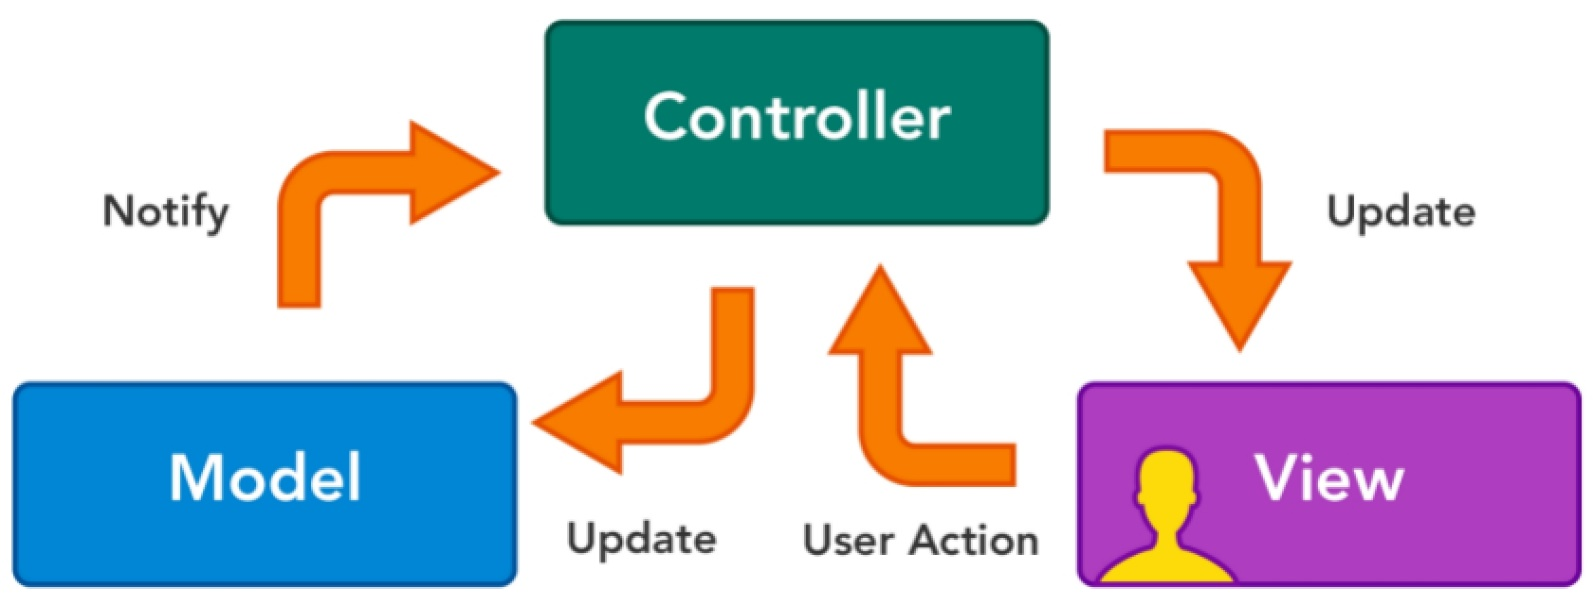 Controller
Notify
Update
Model
View
Update
User Action